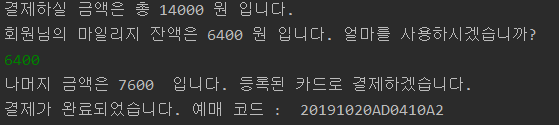 결제하실 금액은 총 14000 원 입니다.
회원님의 마일리지 잔액은 6400 원 입니다. 얼마를 사용하시겠습니까?
6400
나머지 금액은 7600  입니다. 등록된 카드로 결제하겠습니다.
결제가 완료되었습니다. 예매 코드 :  20191020AD0410A2